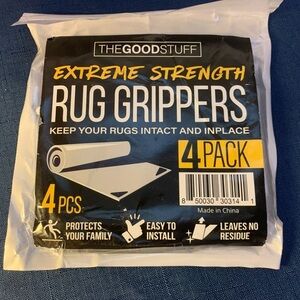 THEGOODSTUFF
EXTREME STRENGTH
RUG GRIPPERS
KEEP YOUR RUGS INTACT AND INPLACE
4 PACK
4 PCS
8 50030 30314 1
Made in China
PROTECTS YOUR FAMILY
EASY TO INSTALL
LEAVES NO RESIDUE